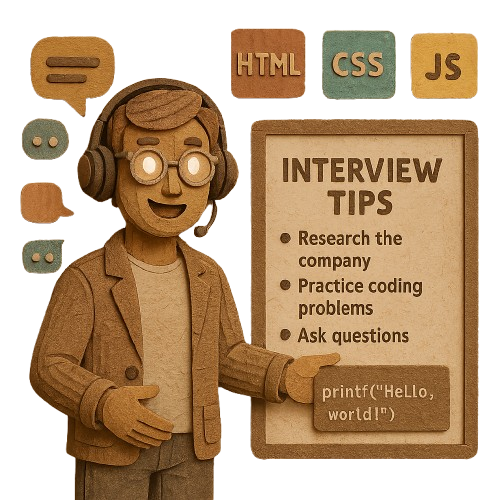 HTML
CSS
JS
INTERVIEW
TIPS
• Research the
company
• Practice coding
problems
• Ask questions
printf("Hello,
world!")